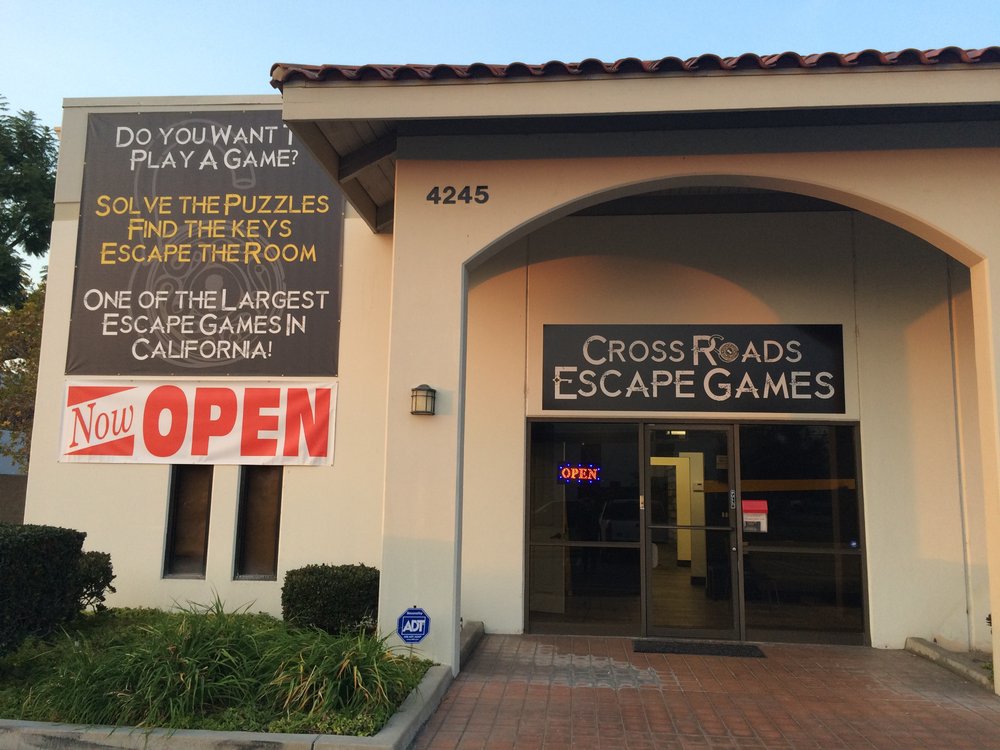 Do you Want T
Play A Game?
Solve the Puzzles
Find the keys
Escape the Room
One of the Largest
Escape Games In
California!
Now OPEN
4245
Cross Roads
Escape Games
OPEN
ADT